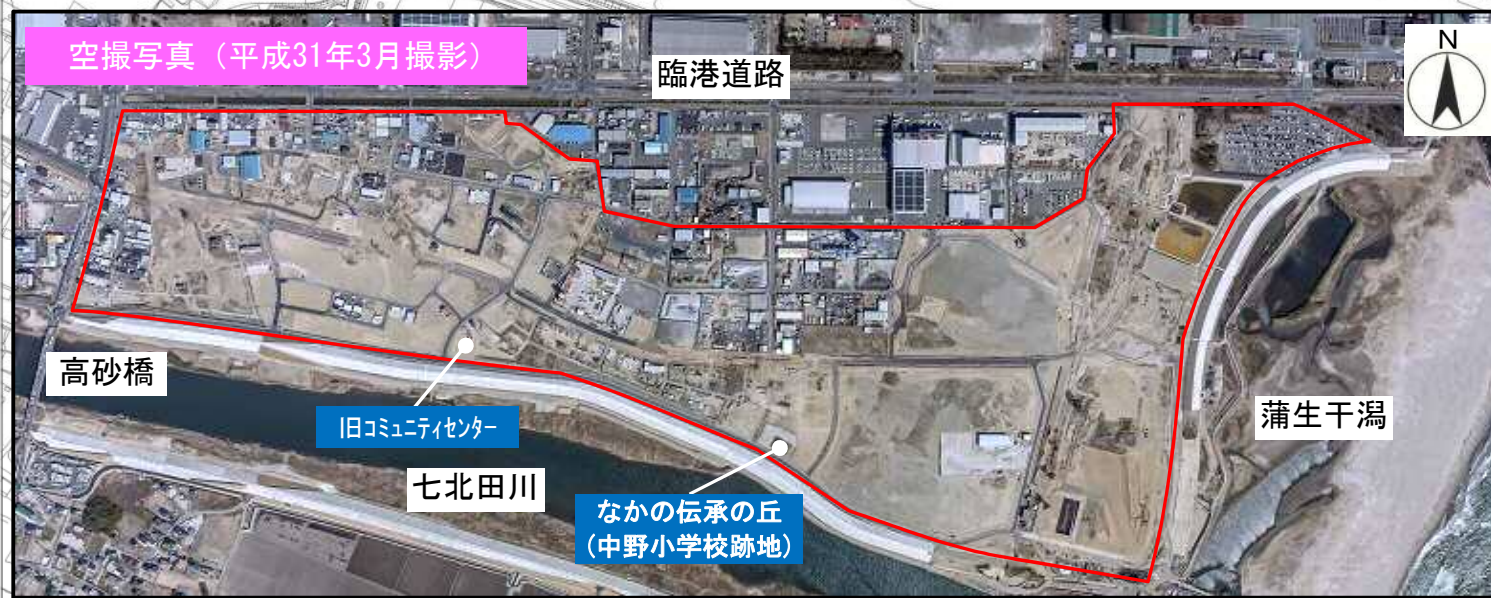 空撮写真（平成31年3月撮影）
臨港道路
N
高砂橋
旧コミュニティセンター
七北田川
なかの伝承の丘
（中野小学校跡地）
蒲生干潟